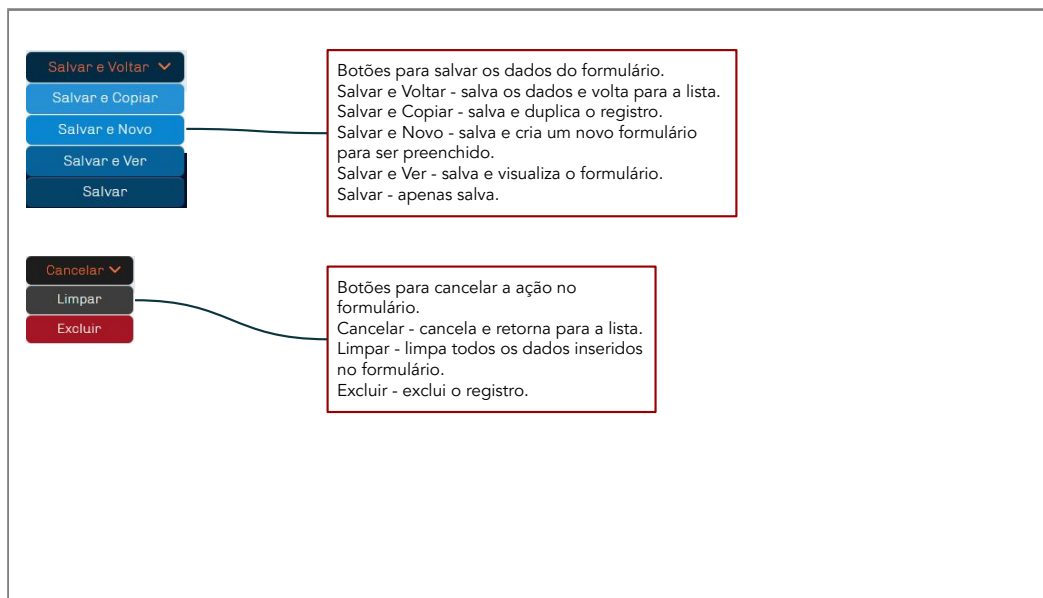 Salvar e Voltar
Salvar e Copiar
Salvar e Novo
Salvar e Ver
Salvar
Botões para salvar os dados do formulário.
Salvar e Voltar - salva os dados e volta para a lista.
Salvar e Copiar - salva e duplica o registro.
Salvar e Novo - salva e cria um novo formulário
para ser preenchido.
Salvar e Ver - salva e visualiza o formulário.
Salvar - apenas salva.
Cancelar
Limpar
Excluir
Botões para cancelar a ação no
formulário.
Cancelar - cancela e retorna para a lista.
Limpar - limpa todos os dados inseridos
no formulário.
Excluir - exclui o registro.